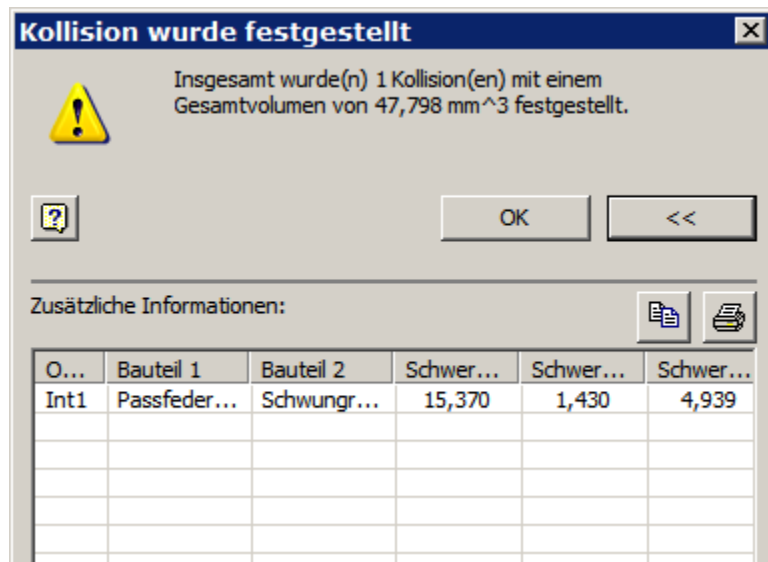 Kollision wurde festgestellt
Insgesamt wurde(n) 1 Kollision(en) mit einem
Gesamtvolumen von 47,798 mm^3 festgestellt.
OK <<
Zusätzliche Informationen:
O... Bauteil 1 Bauteil 2 Schwer... Schwer... Schwer...
Int1 Passfeder... Schwungr... 15,370 1,430 4,939